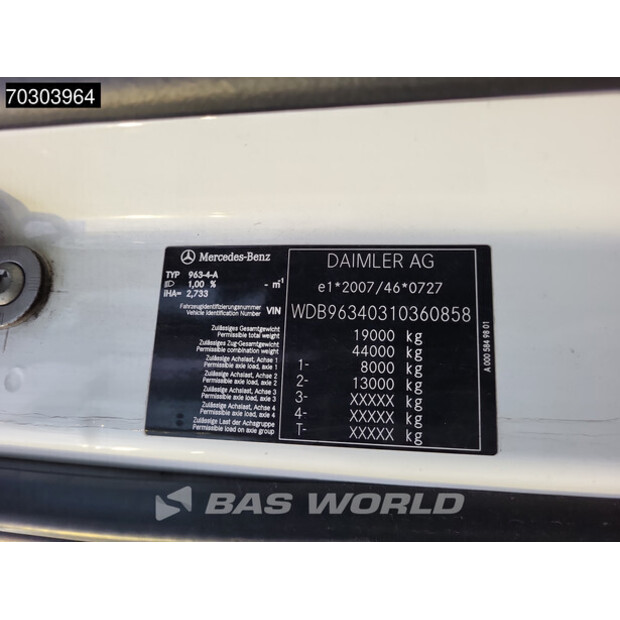 70303964
Mercedes-Benz
TYP 963-4-A
1,00 % - m¹
iHA= 2,733
Fahrzeugidentifizierungsnummer
Vehicle Identification Number VIN
Zulässiges Gesamtgewicht
Permissible total weight
Zulässiges Zug-Gesamtgewicht
Permissible combination weight
Zulässige Achslast, Achse 1
Permissible axle load, axle 1
Zulässige Achslast, Achse 2
Permissible axle load, axle 2
Zulässige Achslast, Achse 3
Permissible axle load, axle 3
Zulässige Achslast, Achse 4
Permissible axle load, axle 4
Zulässige Last der Achsgruppe
Permissible load on axle group
DAIMLER AG
e1*2007/46*0727
WDB96340310360858
19000 kg
44000 kg
1- 8000 kg
2- 13000 kg
3- XXXXX kg
4- XXXXX kg
T- XXXXX kg
A 000 584 98 01
BAS WORLD